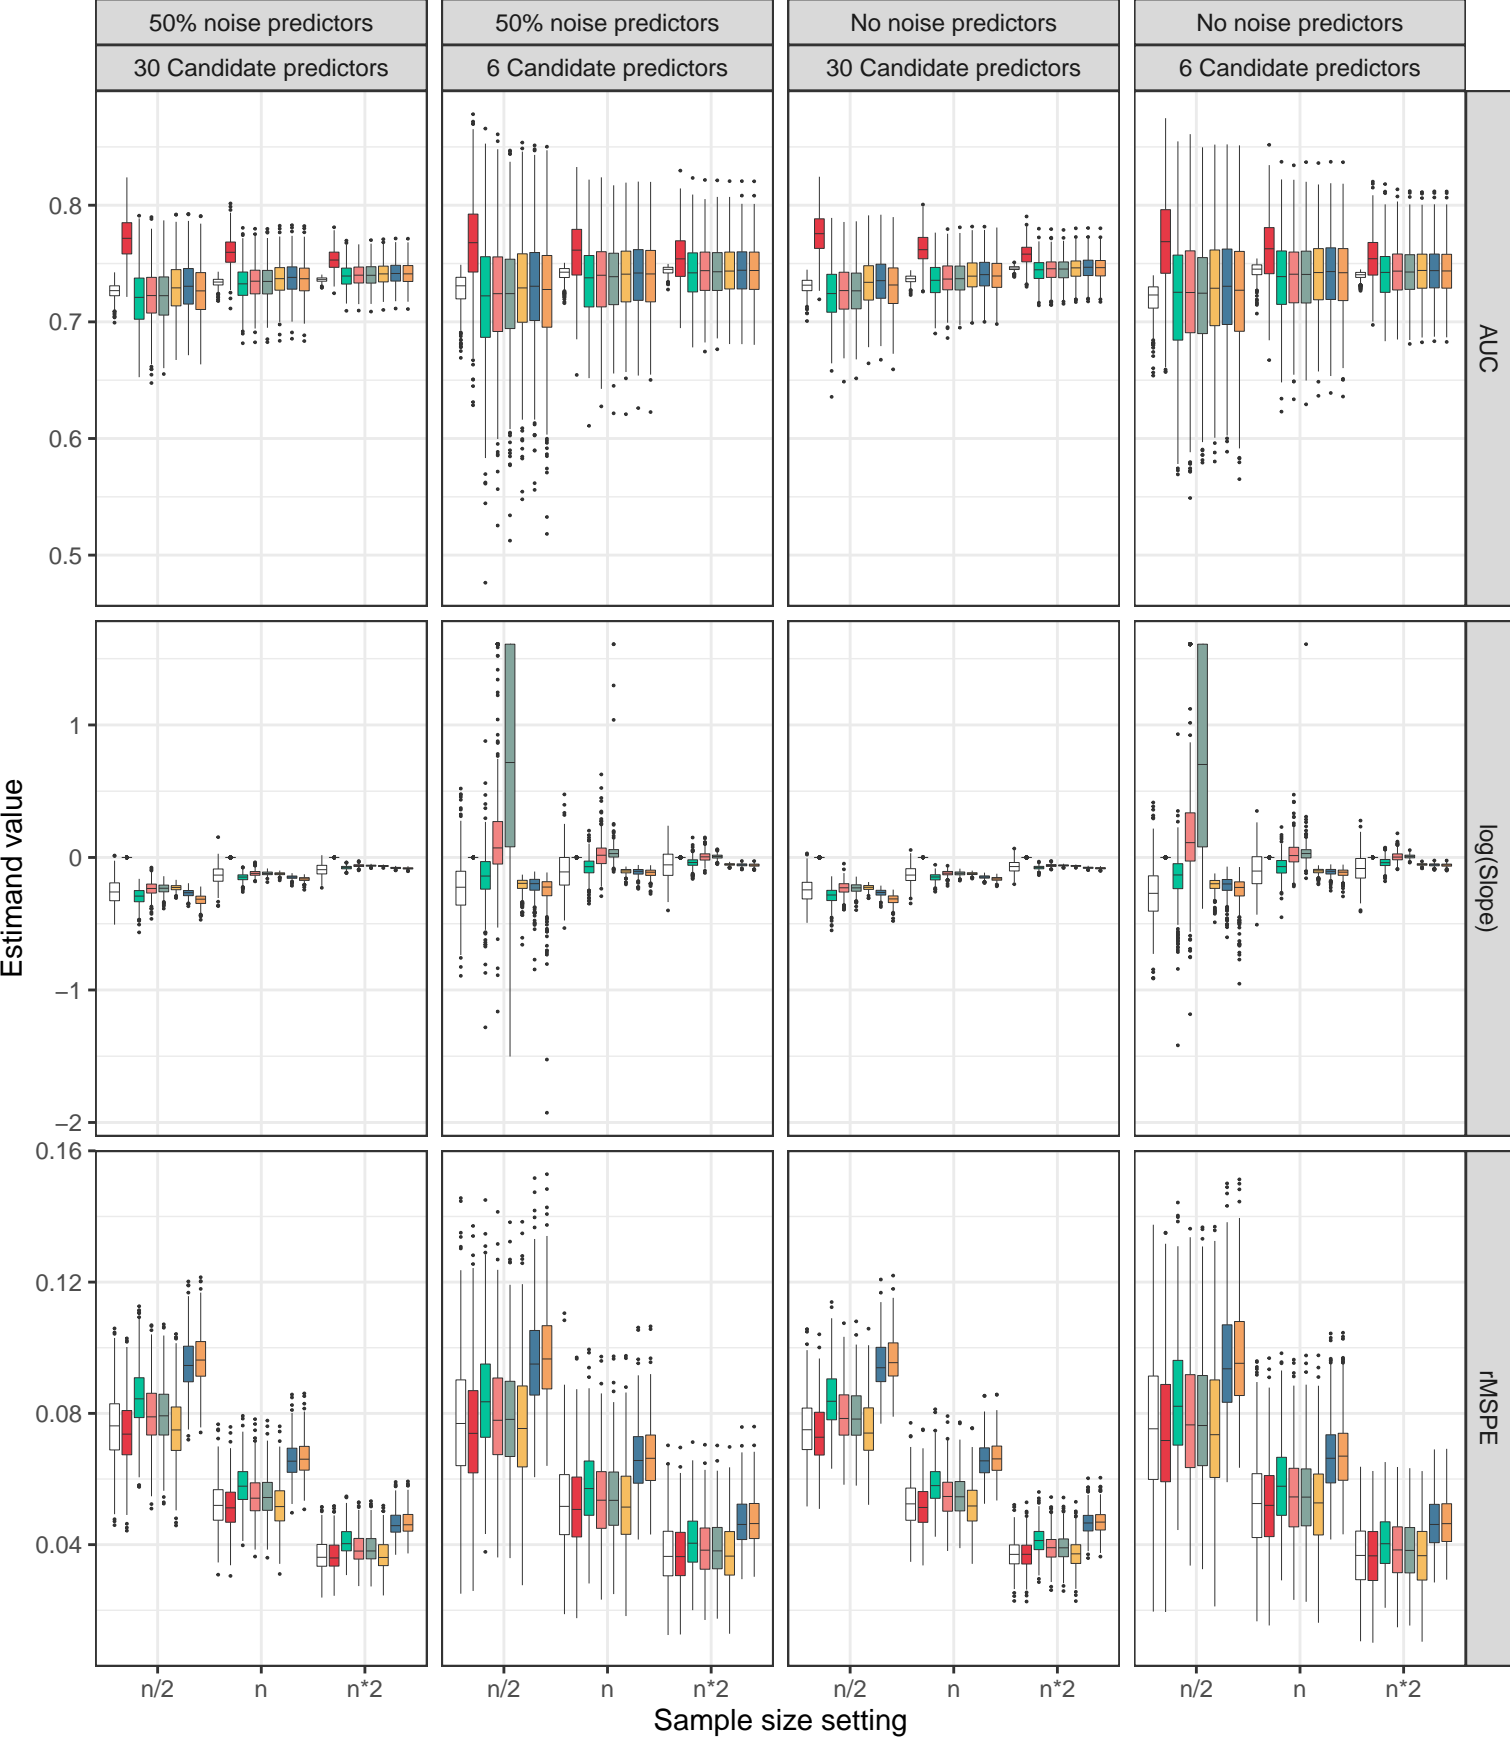 50% noise predictors
50% noise predictors
No noise predictors
No noise predictors
30 Candidate predictors
6 Candidate predictors
30 Candidate predictors
6 Candidate predictors
0.8
0.7
0.6
0.5
AUC
1
0
−1
−2
log(Slope)
Estimand value
0.16
0.12
0.08
0.04
rMSPE
n/2
n
n*2
n/2
n
n*2
n/2
n
n*2
n/2
n
n*2
Sample size setting